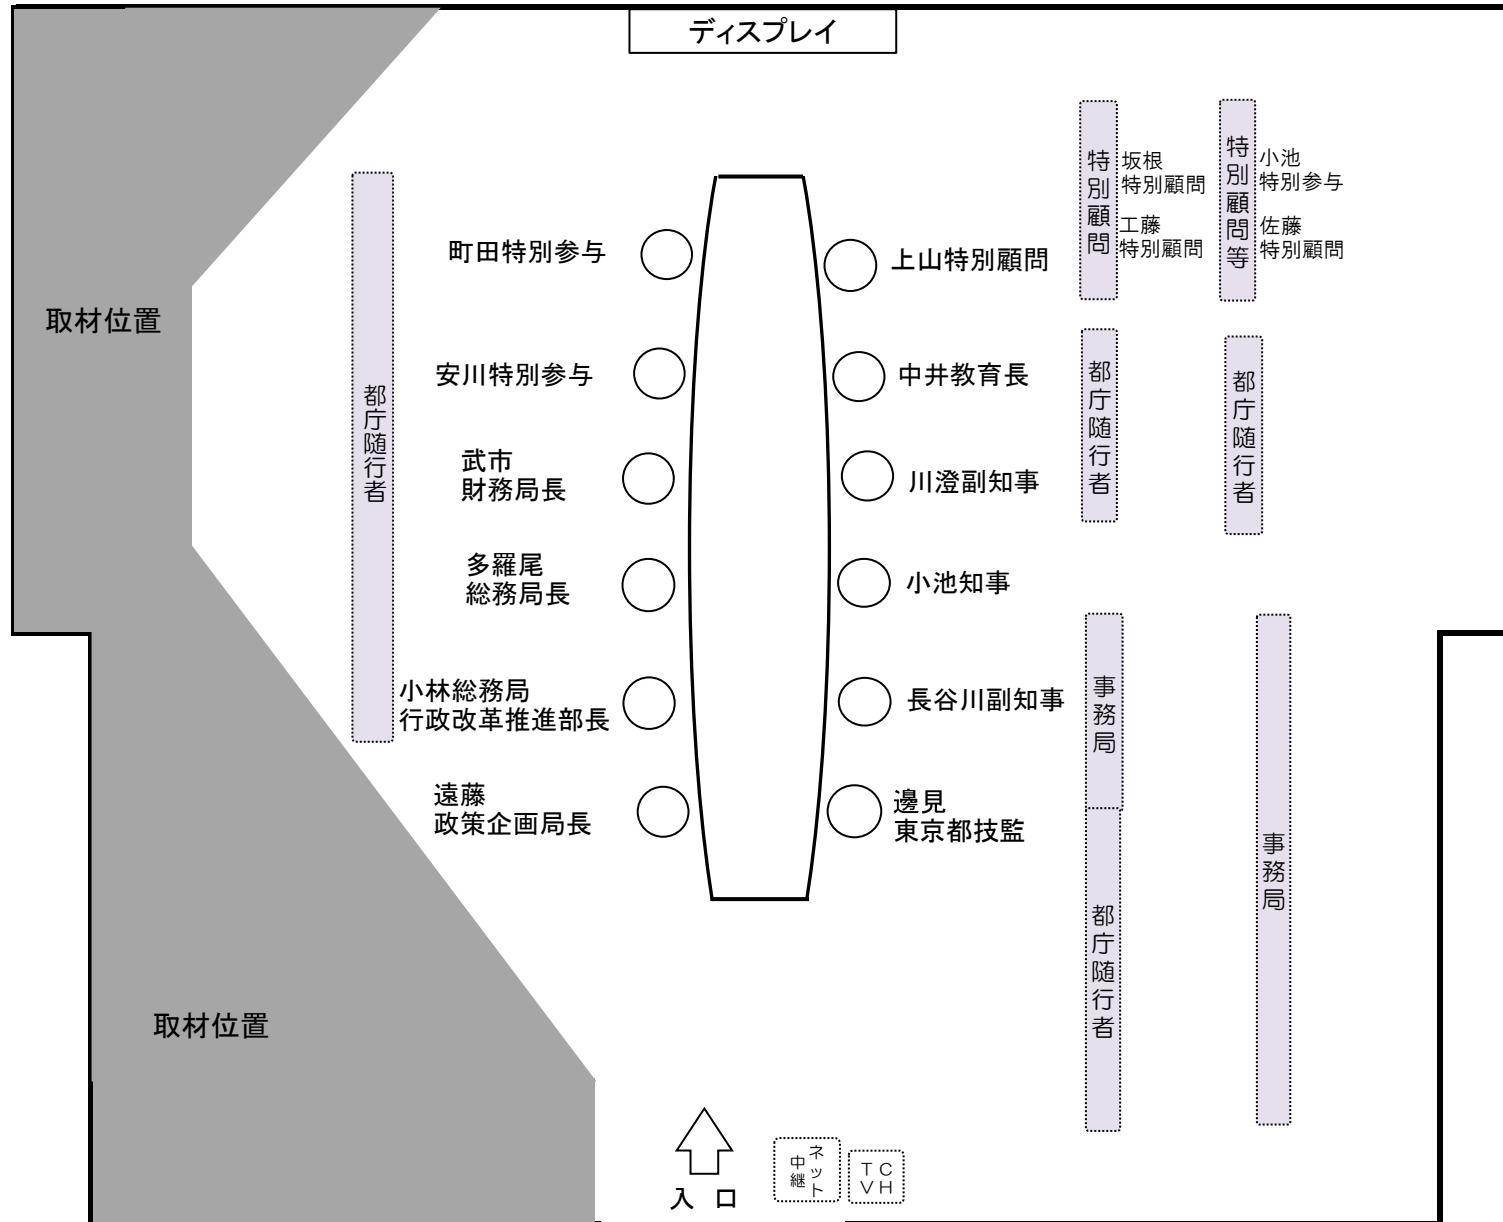 ディスプレイ
特別顧問
坂根
特別顧問
工藤
特別顧問
特別顧問等
小池
特別参与
佐藤
特別顧問
町田特別参与
上山特別顧問
取材位置
都庁随行者
安川特別参与
中井教育長
都庁随行者
都庁随行者
武市
財務局長
川澄副知事
多羅尾
総務局長
小池知事
小林総務局
行政改革推進部長
長谷川副知事
事務局
遠藤
政策企画局長
邊見
東京都技監
事務局
都庁随行者
取材位置
入 口
ネット
中継
TC
VH